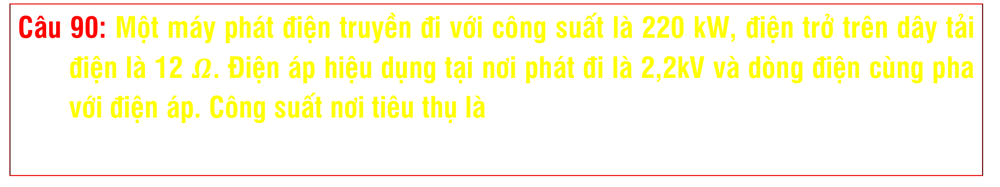 Câu 90: Một máy phát điện truyền đi với công suất là 220 kW, điện trở trên dây tải
điện là 12 Ω. Điện áp hiệu dụng tại nơi phát đi là 2,2kV và dòng điện cùng pha
với điện áp. Công suất nơi tiêu thụ là